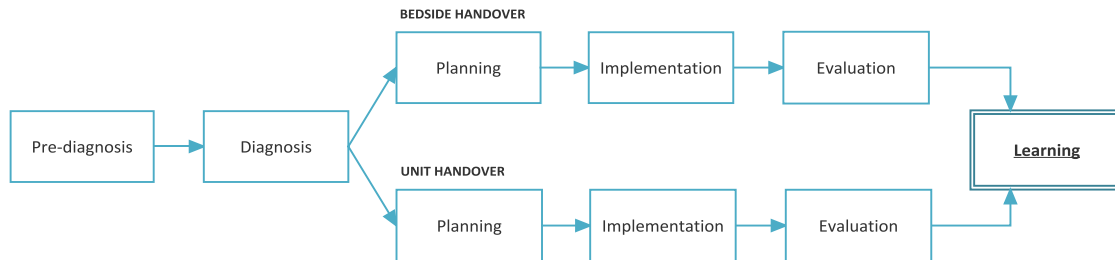 BEDSIDE HANDOVER
Planning
Implementation
Evaluation
Pre-diagnosis
Diagnosis
Learning
UNIT HANDOVER
Planning
Implementation
Evaluation